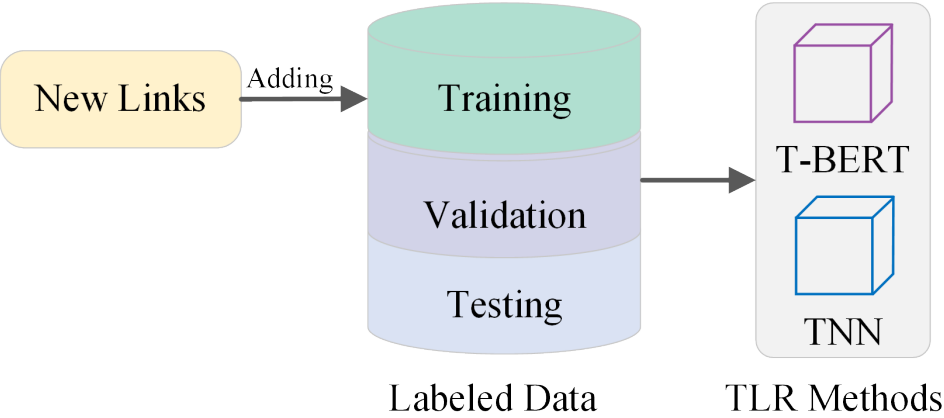 New Links
Adding
Training
Validation
Testing
Labeled Data
T-BERT
TNN
TLR Methods